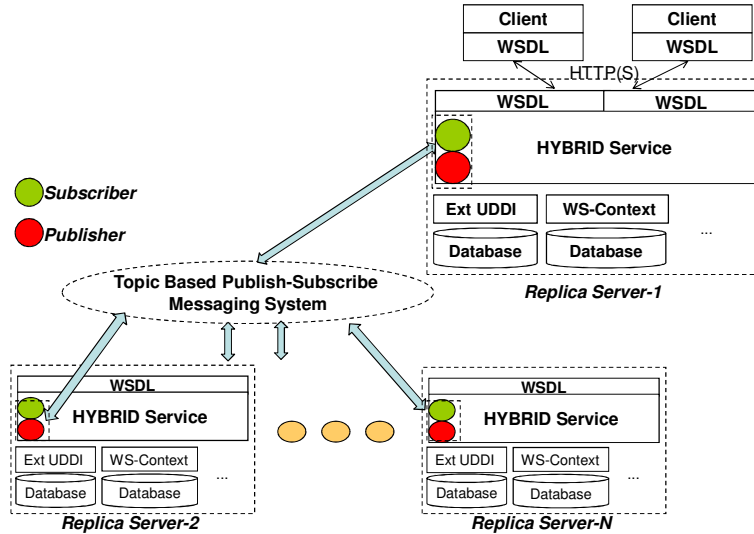 Client
Client
WSDL
WSDL
HTTP(S)
WSDL
WSDL
HYBRID Service
Subscriber
Publisher
Ext UDDI
WS-Context
...
Database
Database
Replica Server-1
Topic Based Publish-Subscribe
Messaging System
WSDL
HYBRID Service
Ext UDDI
WS-Context
...
Database
Database
Replica Server-2
WSDL
HYBRID Service
Ext UDDI
WS-Context
...
Database
Database
Replica Server-N